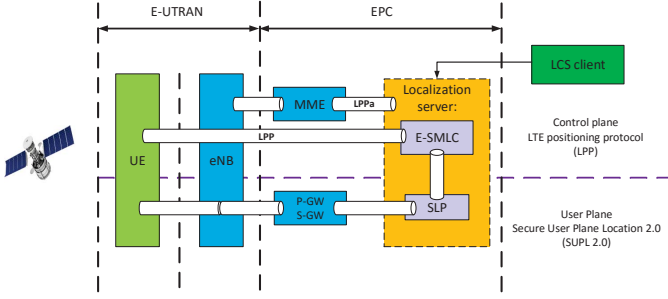 E-UTRAN
EPC
LCS client
MME
LPPa
Localization
server:
LPP
E-SMLC
UE
eNB
Control plane
LTE positioning protocol
(LPP)
P-GW
S-GW
SLP
User Plane
Secure User Plane Location 2.0
(SUPL 2.0)